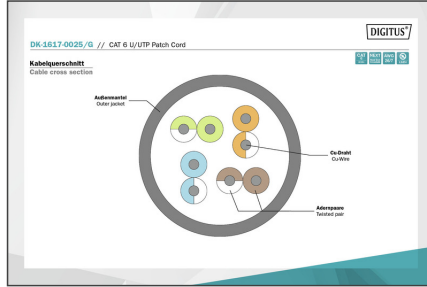 DIGITUS®
DK-1617-0025/G // CAT 6 U/UTP Patch Cord
Kabelquerschnitt
Cable cross section
Außenmantel
Outer jacket
Cu-Draht
Cu-Wire
Adernpaare
Twisted pair